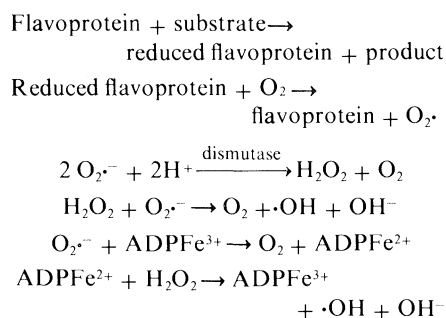 Flavoprotein + substrate→
reduced flavoprotein + product
Reduced flavoprotein + O₂ →
flavoprotein + O₂·
dismutase
2 O₂·⁻ + 2H⁺ ⟶ H₂O₂ + O₂
H₂O₂ + O₂·⁻ → O₂ + ·OH + OH⁻
O₂·⁻ + ADPFe³⁺ → O₂ + ADPFe²⁺
ADPFe²⁺ + H₂O₂ → ADPFe³⁺
+ ·OH + OH⁻